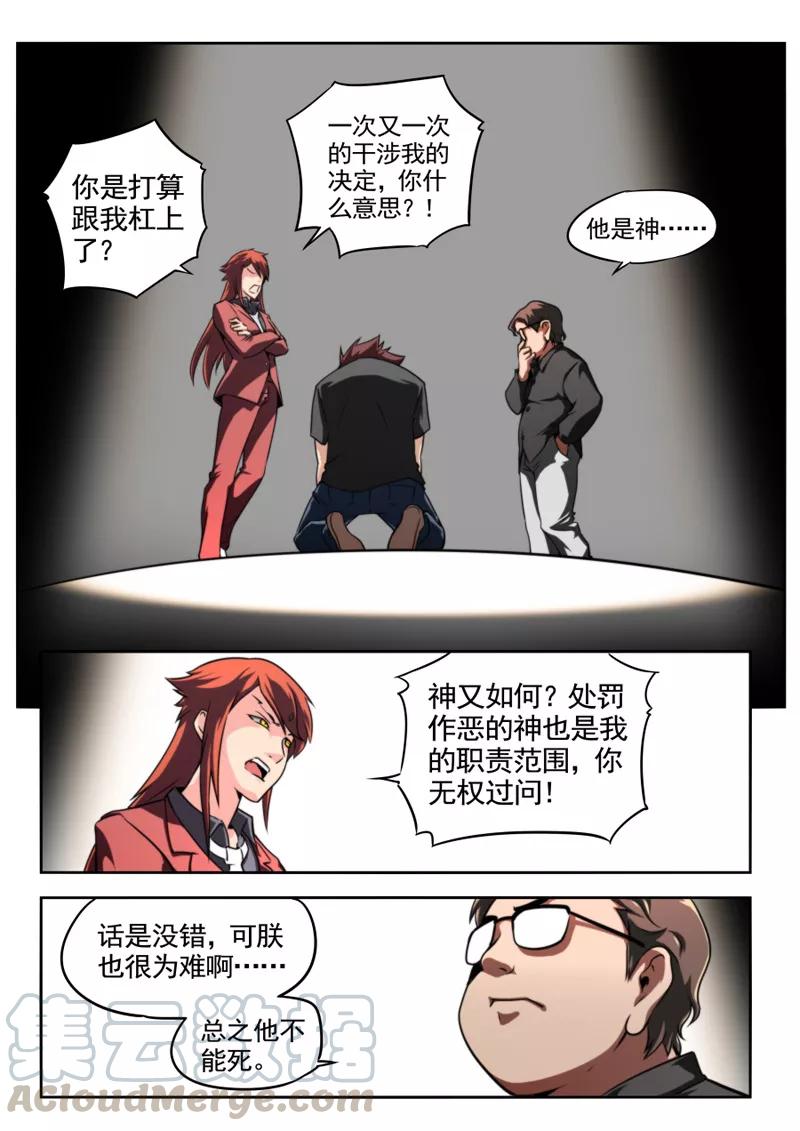 你是打算
跟我杠上
了？
一次又一次
的干涉我的
决定，你什
么意思？！
他是神……
神又如何？处罚
作恶的神也是我
的职责范围，你
无权过问！
话是没错，可朕
也很为难啊……
总之他不
能死。
集云数据
ACloudMerge.com